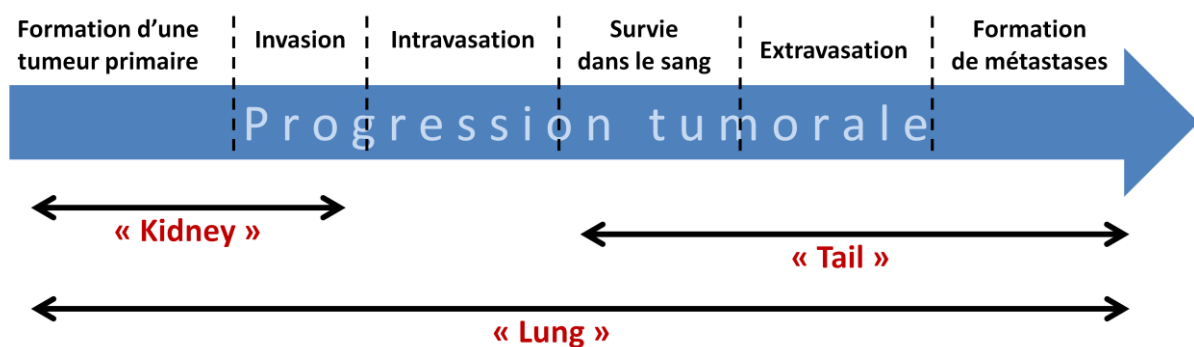 Formation d’une
tumeur primaire
Invasion
Intravasation
Survie
dans le sang
Extravasation
Formation
de métastases
Progression tumorale
« Kidney »
« Tail »
« Lung »